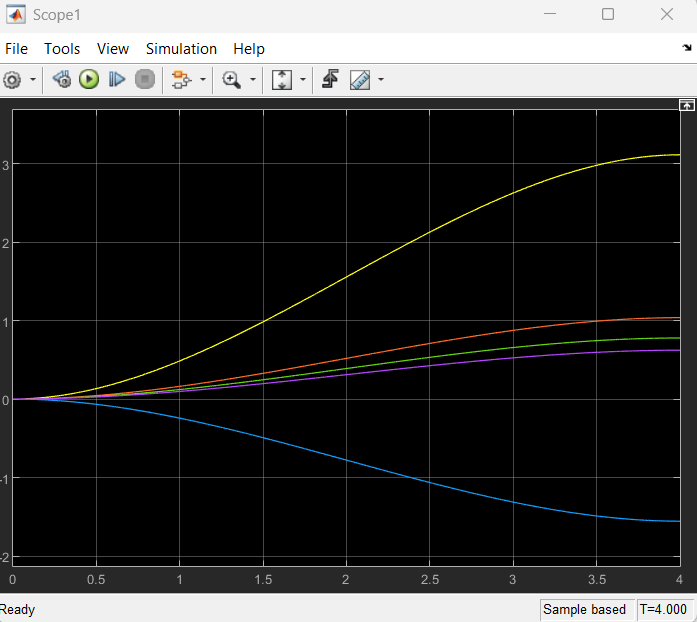 Scope1
File Tools View Simulation Help
3
2
1
0
-1
-2
0 0.5 1 1.5 2 2.5 3 3.5 4
Ready Sample based T=4.000